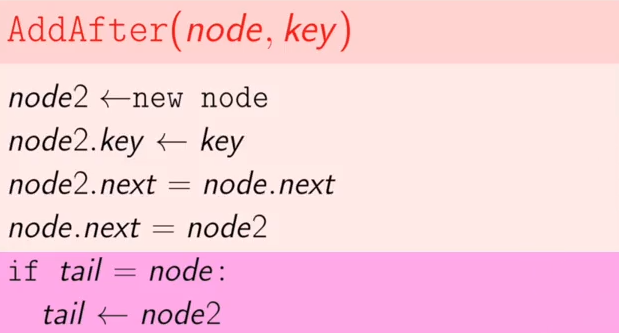 AddAfter(node, key)
node2 ←new node
node2.key ← key
node2.next = node.next
node.next = node2
if tail = node:
tail ← node2